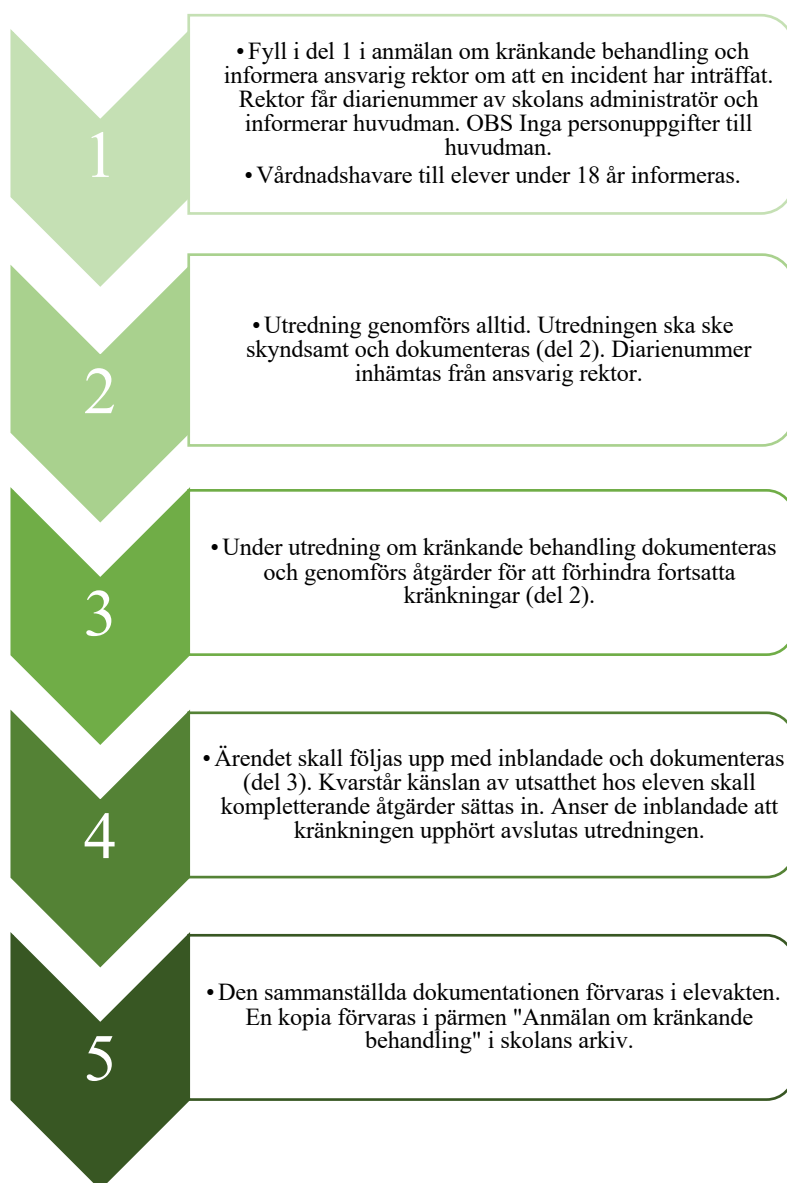 1
• Fyll i del 1 i anmälan om kränkande behandling och
informera ansvarig rektor om att en incident har inträffat.
Rektor får diarienummer av skolans administratör och
informerar huvudman. OBS Inga personuppgifter till
huvudman.
• Vårdnadshavare till elever under 18 år informeras.
2
• Utredning genomförs alltid. Utredningen ska ske
skyndsamt och dokumenteras (del 2). Diarienummer
inhämtas från ansvarig rektor.
3
• Under utredning om kränkande behandling dokumenteras
och genomförs åtgärder för att förhindra fortsatta
kränkningar (del 2).
4
• Ärendet skall följas upp med inblandade och dokumenteras
(del 3). Kvarstår känslan av utsatthet hos eleven skall
kompletterande åtgärder sättas in. Anser de inblandade att
kränkningen upphört avslutas utredningen.
5
• Den sammanställda dokumentationen förvaras i elevakten.
En kopia förvaras i pärmen "Anmälan om kränkande
behandling" i skolans arkiv.